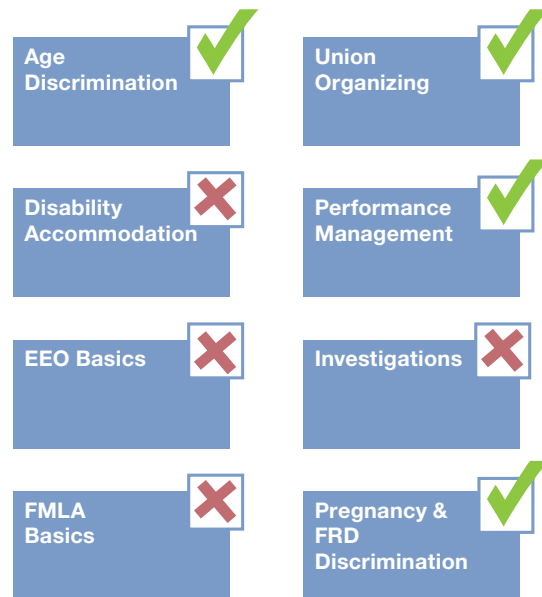 Age
Discrimination
Union
Organizing
Disability
Accommodation
Performance
Management
EEO Basics
Investigations
FMLA
Basics
Pregnancy &
FRD
Discrimination